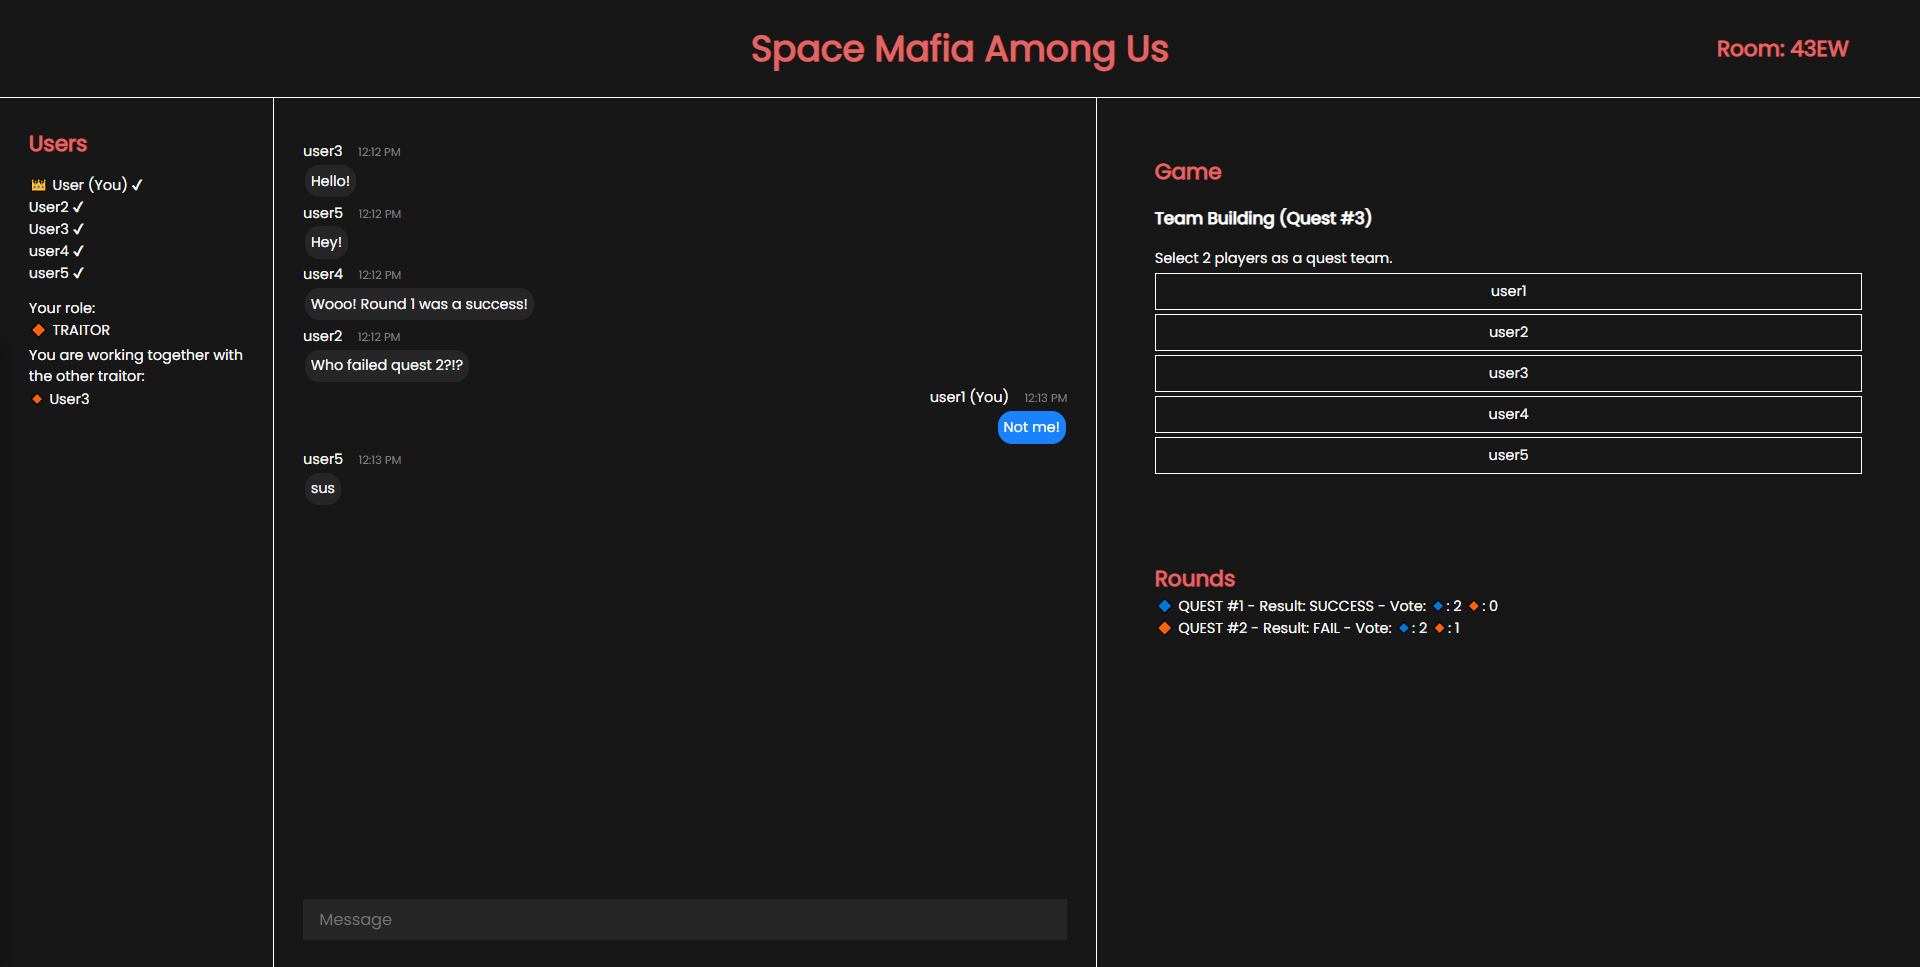 Space Mafia Among Us
Room: 43EW
Users
👑 User (You) ✓
User2 ✓
User3 ✓
user4 ✓
user5 ✓
Your role:
🔶 TRAITOR
You are working together with
the other traitor:
🔸 User3
user3 12:12 PM
Hello!
user5 12:12 PM
Hey!
user4 12:12 PM
Wooo! Round 1 was a success!
user2 12:12 PM
Who failed quest 2?!?
user1 (You) 12:13 PM
Not me!
user5 12:13 PM
sus
Message
Game
Team Building (Quest #3)
Select 2 players as a quest team.
user1
user2
user3
user4
user5
Rounds
🔷 QUEST #1 - Result: SUCCESS - Vote: 🔹: 2 🔸: 0
🔶 QUEST #2 - Result: FAIL - Vote: 🔹: 2 🔸: 1